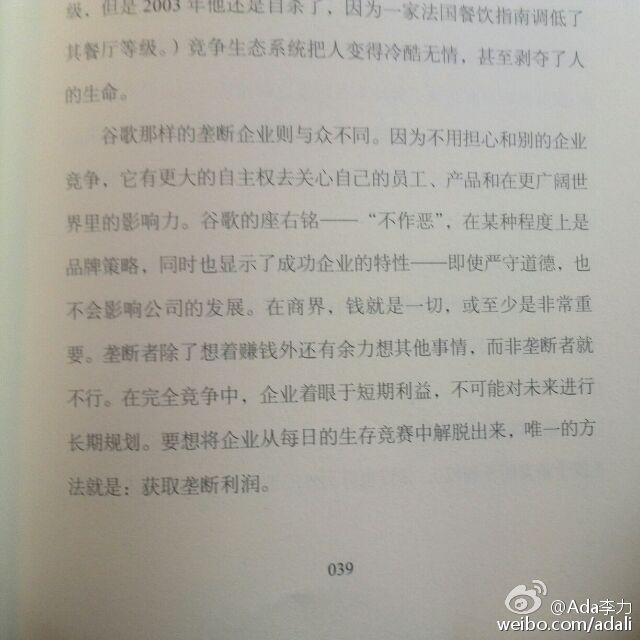 级，但是 2003 年他还是自杀了，因为一家法国餐饮指南调低了
其餐厅等级。）竞争生态系统把人变得冷酷无情，甚至剥夺了人
的生命。
谷歌那样的垄断企业则与众不同。因为不用担心和别的企业
竞争，它有更大的自主权去关心自己的员工、产品和在更广阔世
界里的影响力。谷歌的座右铭——“不作恶”，在某种程度上是
品牌策略，同时也显示了成功企业的特性——即使严守道德，也
不会影响公司的发展。在商界，钱就是一切，或至少是非常重
要。垄断者除了想着赚钱外还有余力想其他事情，而非垄断者就
不行。在完全竞争中，企业着眼于短期利益，不可能对未来进行
长期规划。要想将企业从每日的生存竞赛中解脱出来，唯一的方
法就是：获取垄断利润。
039
@Ada李力
weibo.com/adali